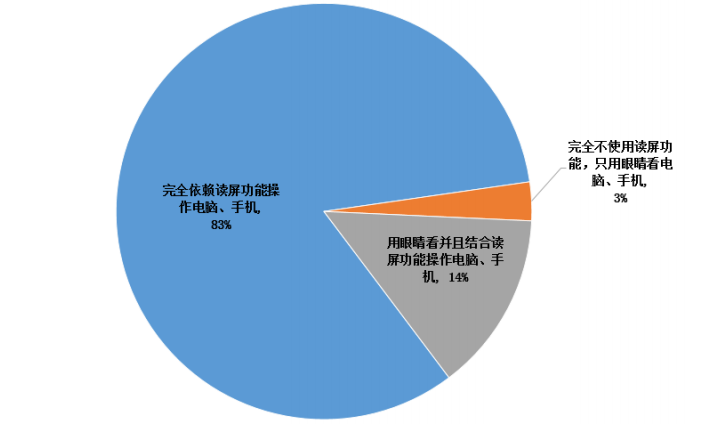 完全依赖读屏功能操
作电脑、手机,
83%
完全不使用读屏功
能，只用眼睛看电
脑、手机,
3%
用眼睛看并且结合读
屏功能操作电脑、手
机, 14%